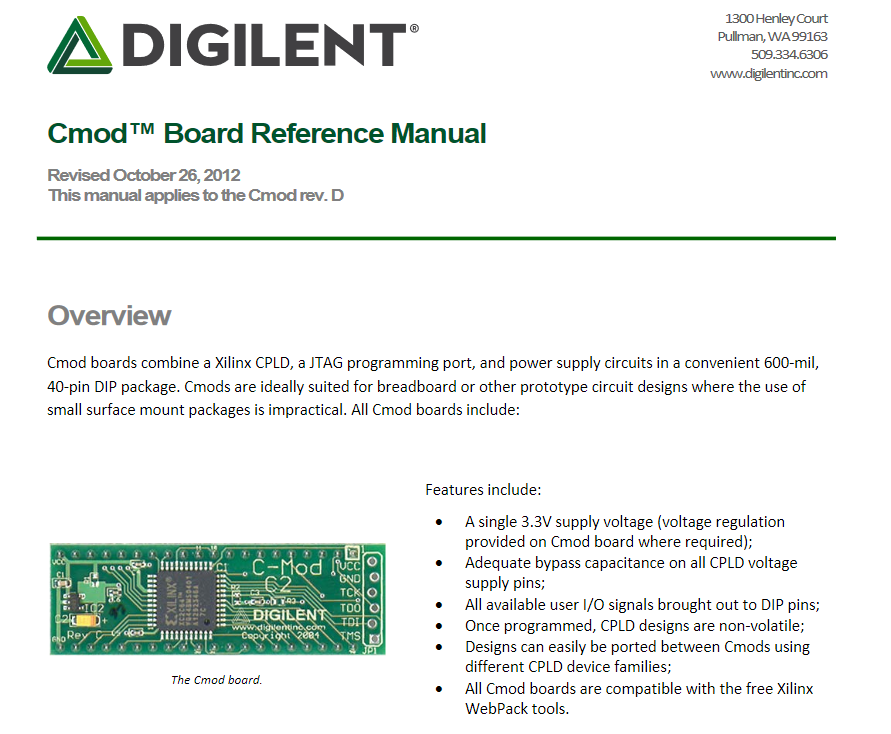 DIGILENT®
1300 Henley Court
Pullman, WA 99163
509.334.6306
www.digilentinc.com
Cmod™ Board Reference Manual
Revised October 26, 2012
This manual applies to the Cmod rev. D
Overview
Cmod boards combine a Xilinx CPLD, a JTAG programming port, and power supply circuits in a convenient 600-mil,
40-pin DIP package. Cmods are ideally suited for breadboard or other prototype circuit designs where the use of
small surface mount packages is impractical. All Cmod boards include:
Features include:
• A single 3.3V supply voltage (voltage regulation
provided on Cmod board where required);
• Adequate bypass capacitance on all CPLD voltage
supply pins;
• All available user I/O signals brought out to DIP pins;
• Once programmed, CPLD designs are non-volatile;
• Designs can easily be ported between Cmods using
different CPLD device families;
• All Cmod boards are compatible with the free Xilinx
WebPack tools.
C-Mod
C2
VCC
GND
TCK
TDO
TDI
TMS
JP1
VCC
C1
IC2
Rev C
GND
XILINX®
DIGILENT
www.digilentinc.com
Copyright 2004
The Cmod board.